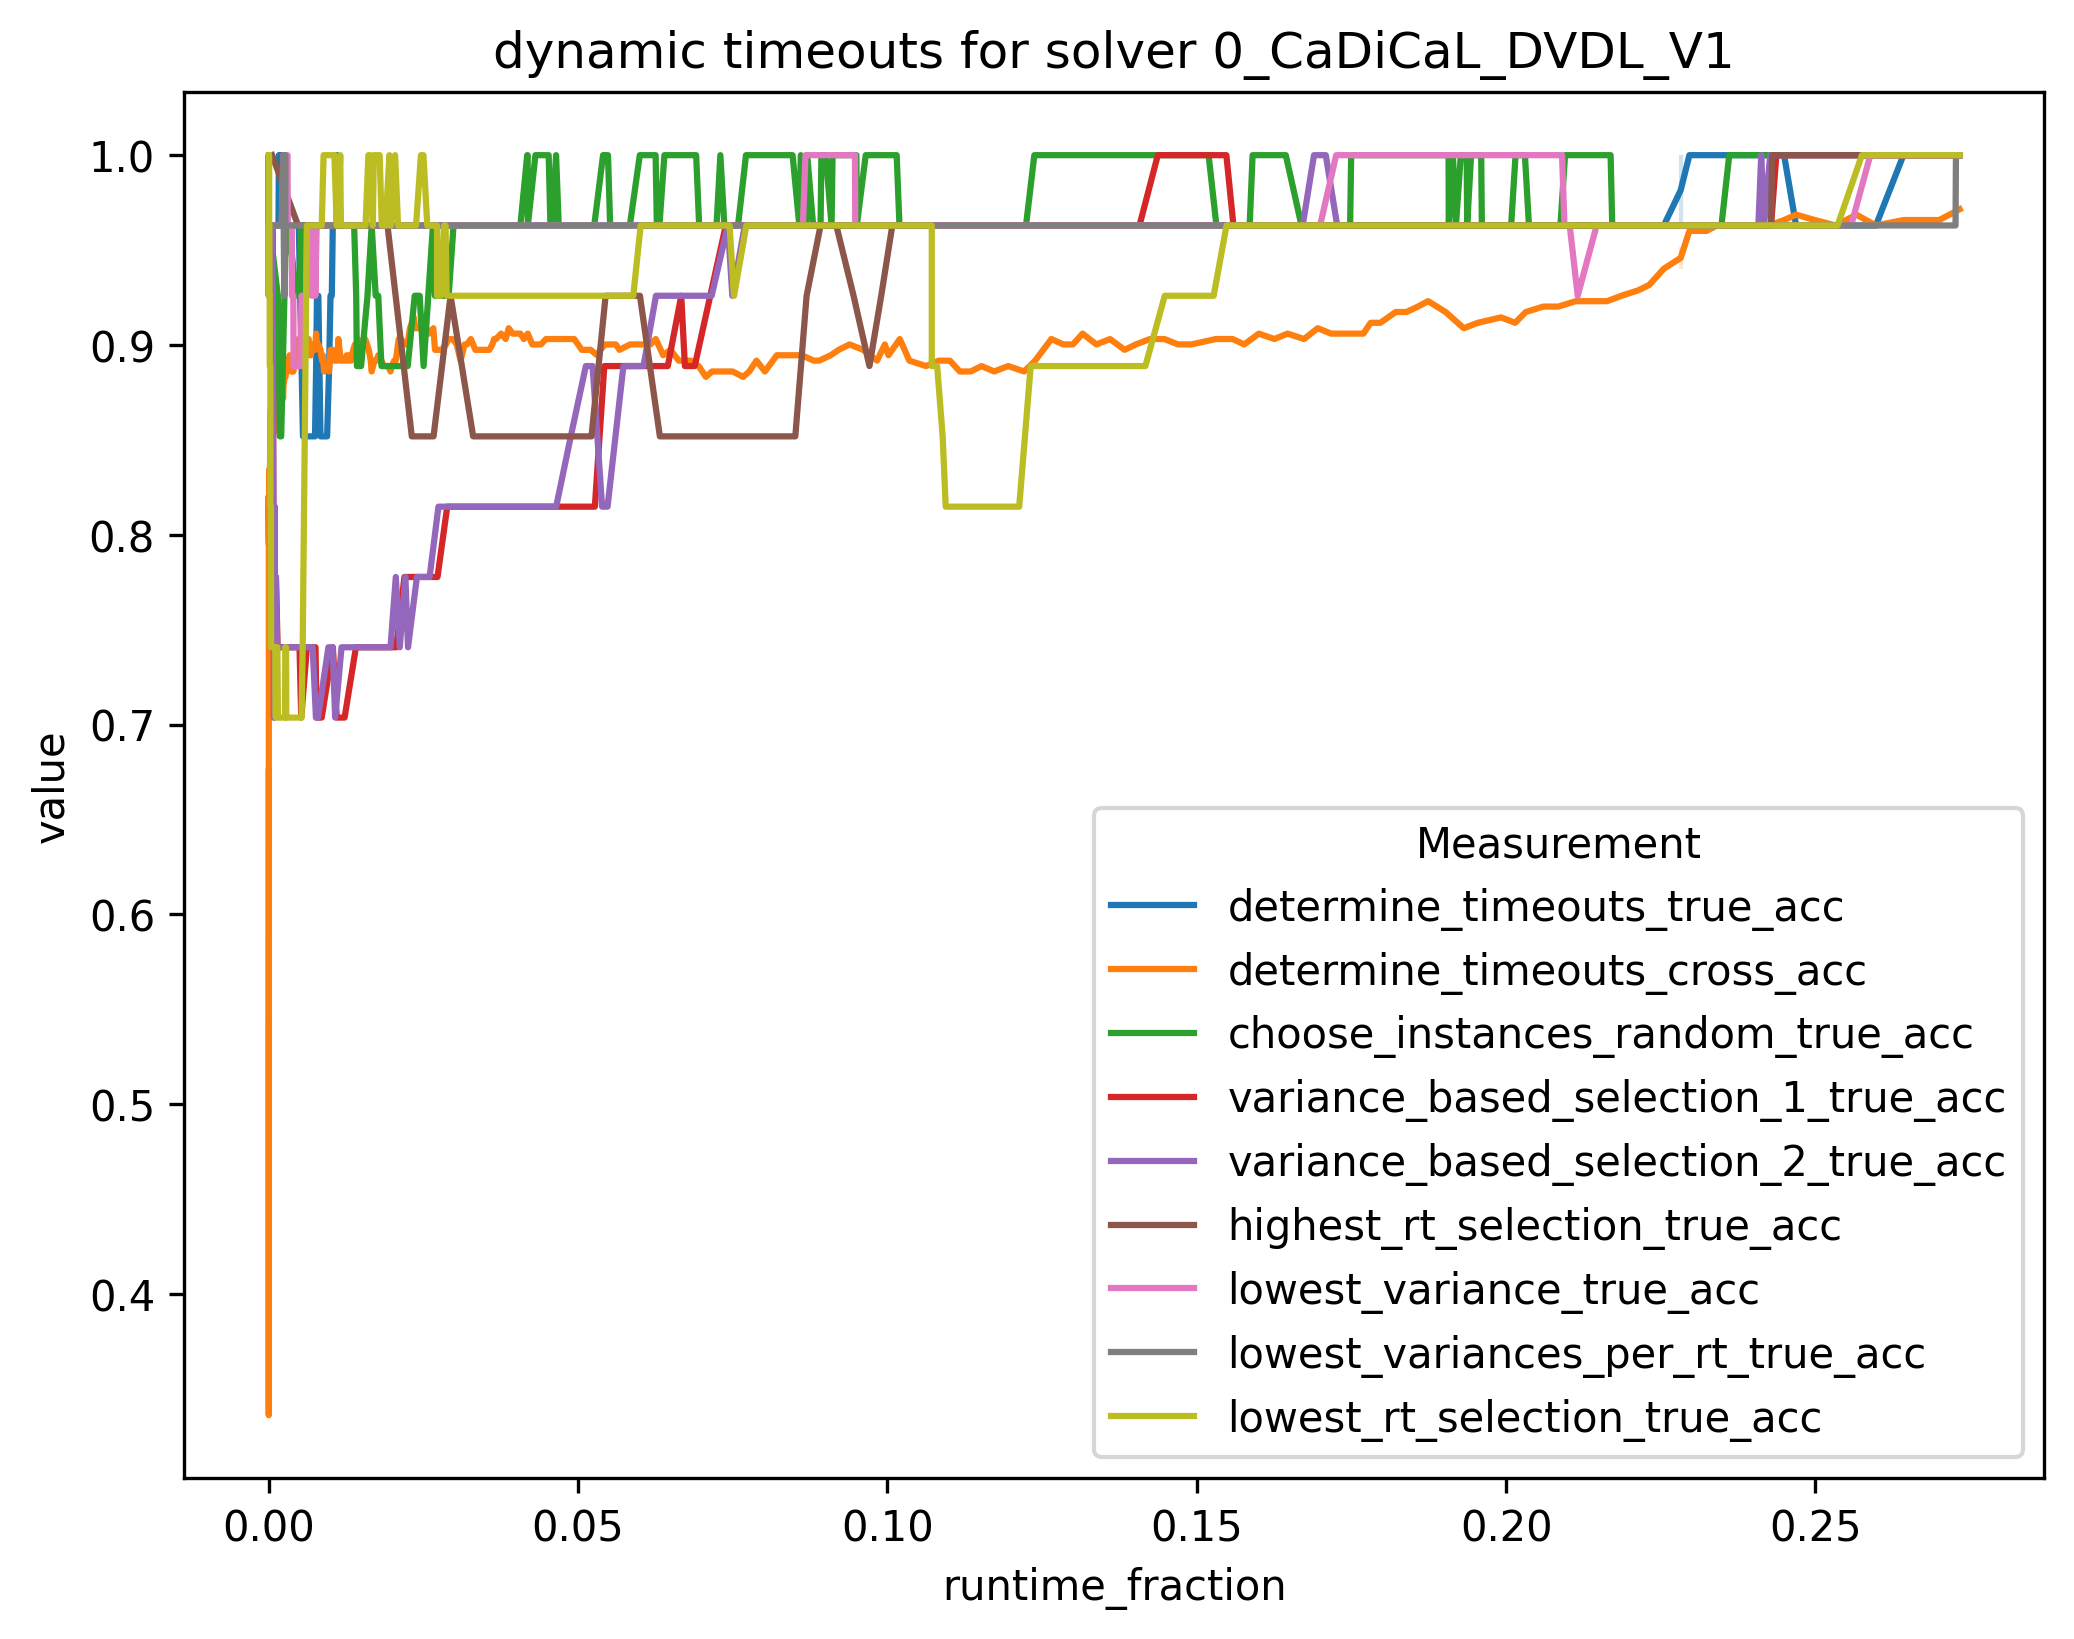 dynamic timeouts for solver 0_CaDiCaL_DVDL_V1
1.0
0.9
0.8
0.7
0.6
0.5
0.4
value
Measurement
determine_timeouts_true_acc
determine_timeouts_cross_acc
choose_instances_random_true_acc
variance_based_selection_1_true_acc
variance_based_selection_2_true_acc
highest_rt_selection_true_acc
lowest_variance_true_acc
lowest_variances_per_rt_true_acc
lowest_rt_selection_true_acc
0.00 0.05 0.10 0.15 0.20 0.25
runtime_fraction